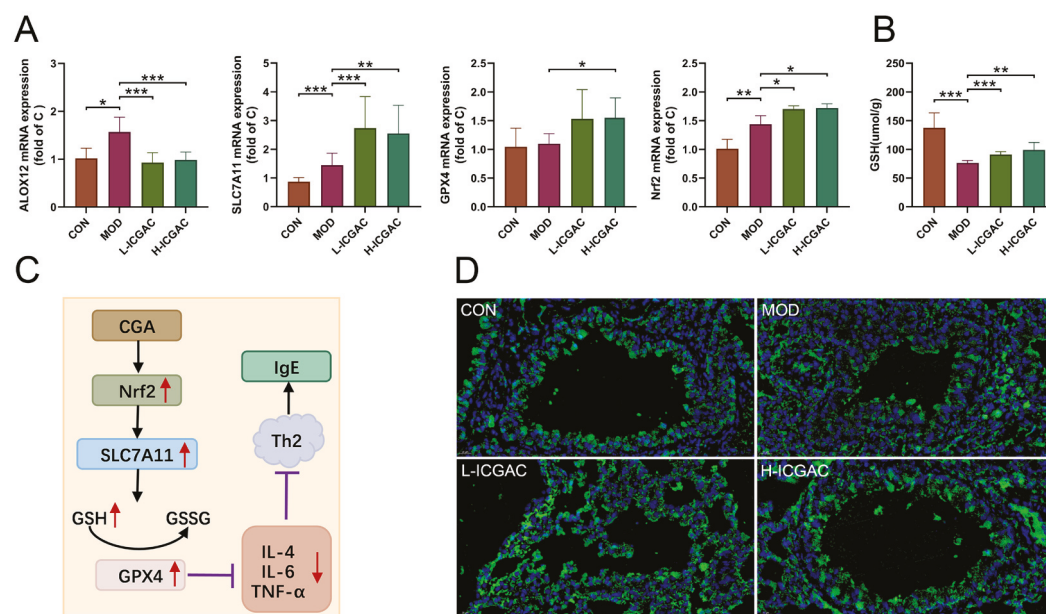 A
ALOX12 mRNA expression
(fold of C)
2.0
1.5
1.0
0.5
0.0
*
***
***
CON
MOD
L-ICGAC
H-ICGAC
SLC7A11 mRNA expression
(fold of C)
5
4
3
2
1
0
***
***
**
CON
MOD
L-ICGAC
H-ICGAC
GPX4 mRNA expression
(fold of C)
2.5
2.0
1.5
1.0
0.5
0.0
*
CON
MOD
L-ICGAC
H-ICGAC
Nrf2 mRNA expression
(fold of C)
2.5
2.0
1.5
1.0
0.5
0.0
**
*
*
CON
MOD
L-ICGAC
H-ICGAC
B
GSH(umol/g)
250
200
150
100
50
0
***
***
**
CON
MOD
L-ICGAC
H-ICGAC
C
CGA
Nrf2
SLC7A11
GSH
GSSG
GPX4
IgE
Th2
IL-4
IL-6
TNF-α
D
CON
MOD
L-ICGAC
H-ICGAC